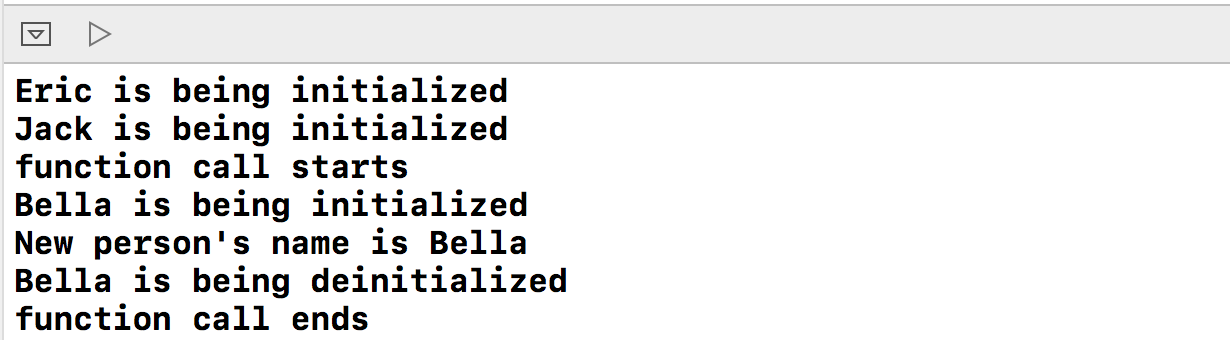 Eric is being initialized
Jack is being initialized
function call starts
Bella is being initialized
New person's name is Bella
Bella is being deinitialized
function call ends